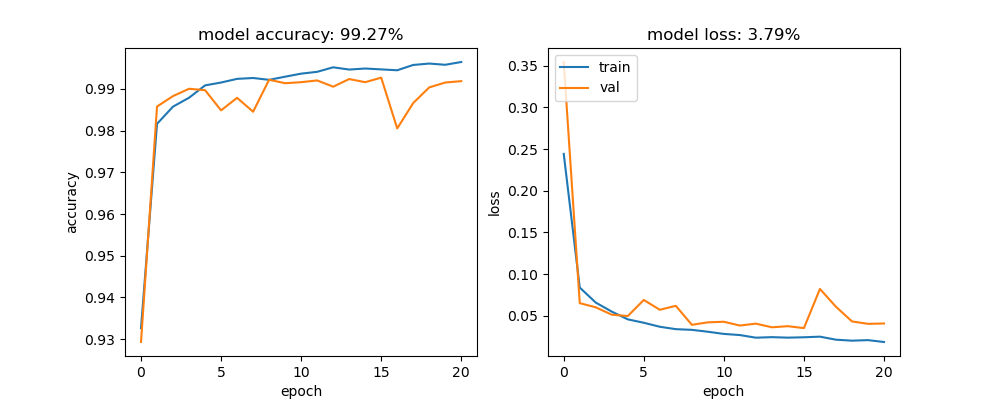 model accuracy: 99.27%
0.99
0.98
0.97
0.96
0.95
0.94
0.93
accuracy
0 5 10 15 20
epoch
model loss: 3.79%
train
val
0.35
0.30
0.25
0.20
0.15
0.10
0.05
loss
0 5 10 15 20
epoch